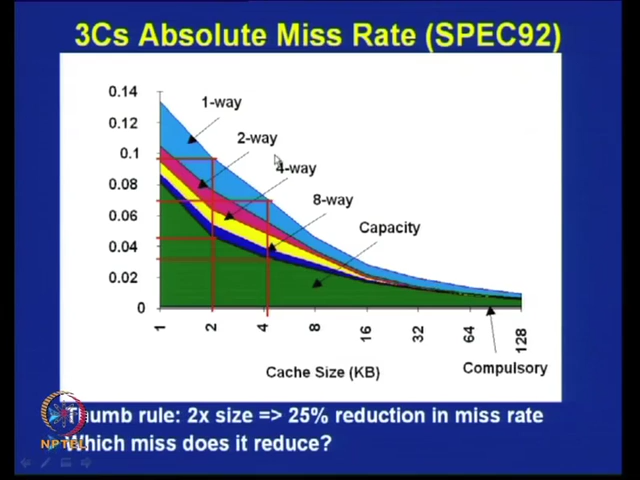 3Cs Absolute Miss Rate (SPEC92)
0.14
0.12
0.1
0.08
0.06
0.04
0.02
0
1-way
2-way
4-way
8-way
Capacity
1 2 4 8 16 32 64 128
Cache Size (KB)
Compulsory
Thumb rule: 2x size => 25% reduction in miss rate
Which miss does it reduce?
NPTEL